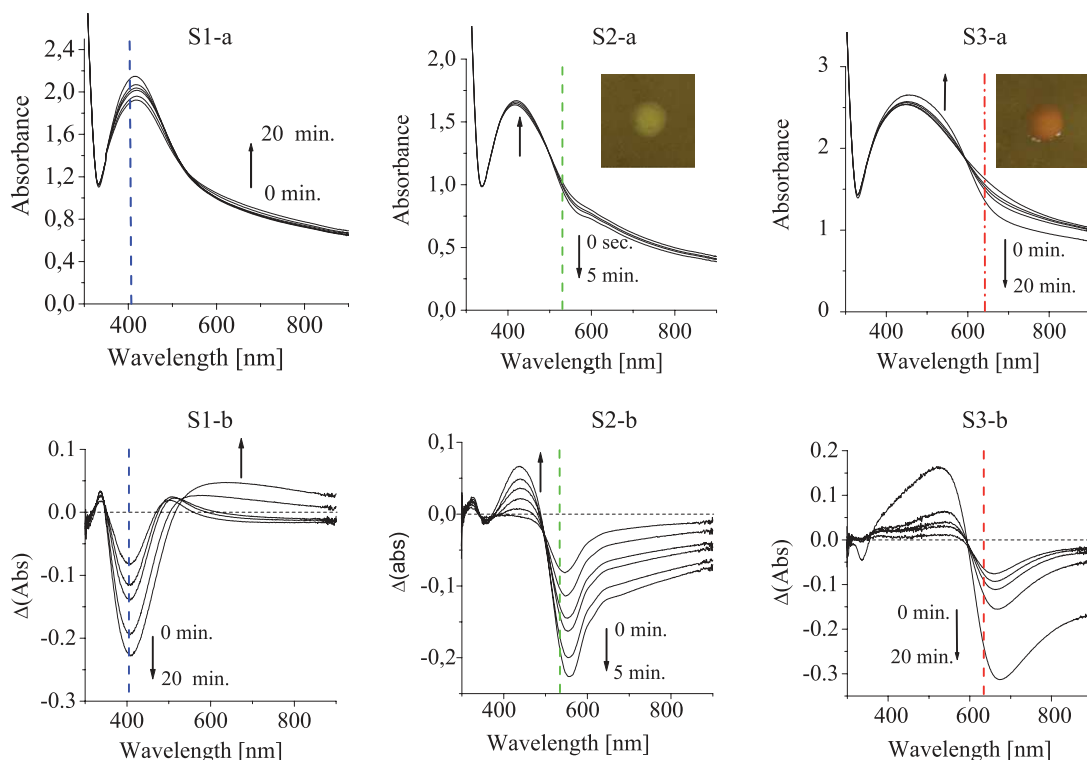 S1-a
2,4
2,0
1,6
1,2
0,8
0,4
0,0
Absorbance
20 min.
0 min.
400 600 800
Wavelength [nm]
S2-a
2,0
1,5
1,0
0,5
0,0
Absorbance
0 sec.
5 min.
400 600 800
Wavelength [nm]
S3-a
3
2
1
0
Absorbance
0 min.
20 min.
400 600 800
Wavelength [nm]
S1-b
0.1
0.0
-0.1
-0.2
-0.3
Δ(Abs)
0 min.
20 min.
400 600 800
Wavelength [nm]
S2-b
0,1
0,0
-0,1
-0,2
Δ(abs)
0 min.
5 min.
400 600 800
Wavelength [nm]
S3-b
0.2
0.1
0.0
-0.1
-0.2
-0.3
Δ(Abs)
0 min.
20 min.
400 600 800
Wavelength [nm]